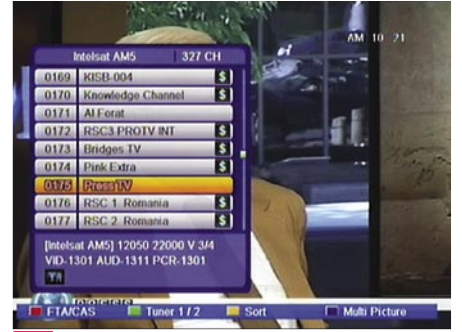 AM 10 21
Intelsat AM5 327 CH
0169 KISB-004 $
0170 Knowledge Channel $
0171 Al Forat
0172 RSC3 PROTV INT $
0173 Bridges TV $
0174 Pink Extra $
0175 Press TV
0176 RSC 1 Romania $
0177 RSC 2 Romania $
[Intelsat AM5] 12050 22000 V 3/4
VID-1301 AUD-1311 PCR-1301
FTA/CAS Tuner 1 / 2 Sort Multi Picture